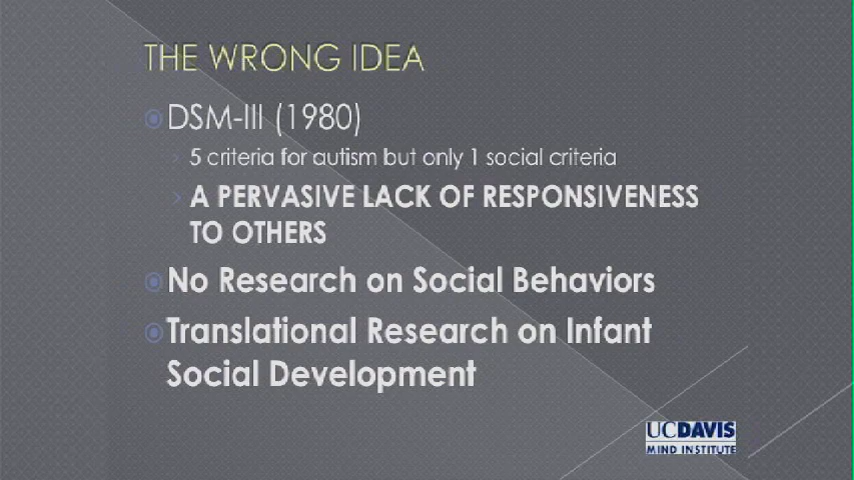 THE WRONG IDEA
DSM-III (1980)
5 criteria for autism but only 1 social criteria
A PERVASIVE LACK OF RESPONSIVENESS
TO OTHERS
No Research on Social Behaviors
Translational Research on Infant
Social Development
UCDAVIS
MIND INSTITUTE